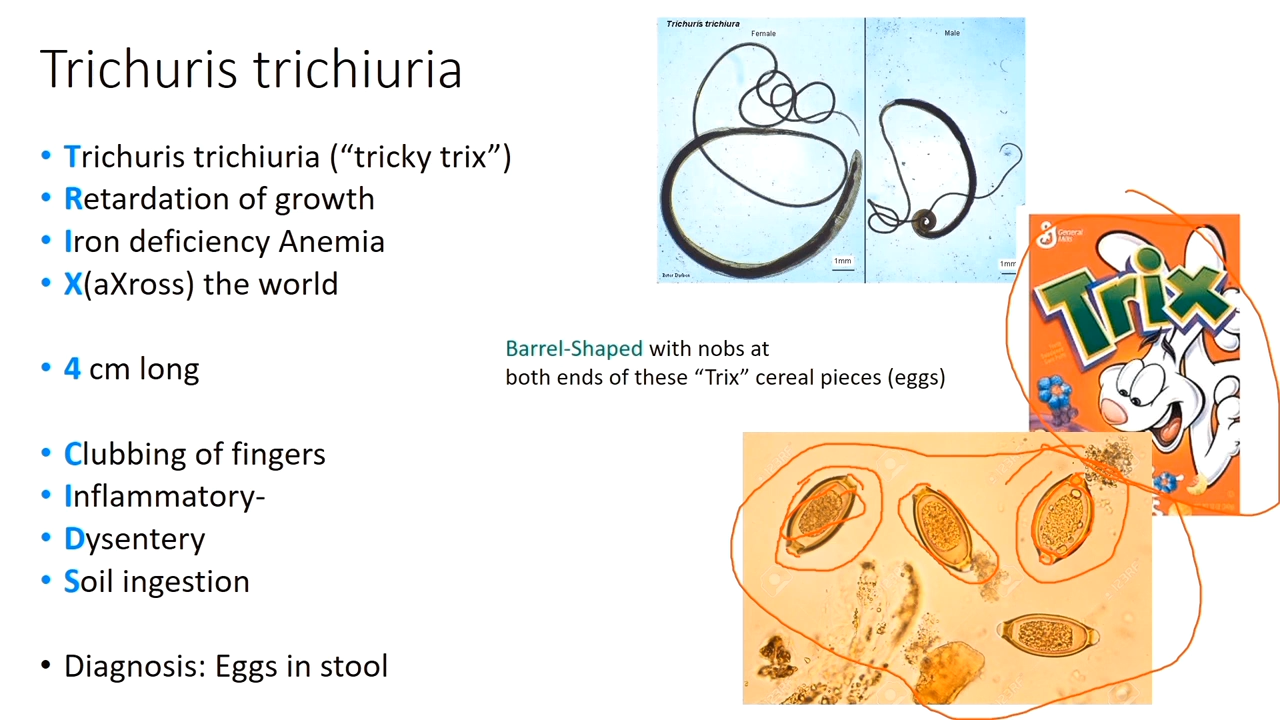 Trichuris trichiuria
• Trichuris trichiuria (“tricky trix”)
• Retardation of growth
• Iron deficiency Anemia
• X(aXross) the world
• 4 cm long
• Clubbing of fingers
• Inflammatory-
• Dysentery
• Soil ingestion
• Diagnosis: Eggs in stool
Trichuris trichiura
Female
Male
1mm
1mm
Barrel-Shaped with nobs at
both ends of these “Trix” cereal pieces (eggs)
General
Mills
Trix